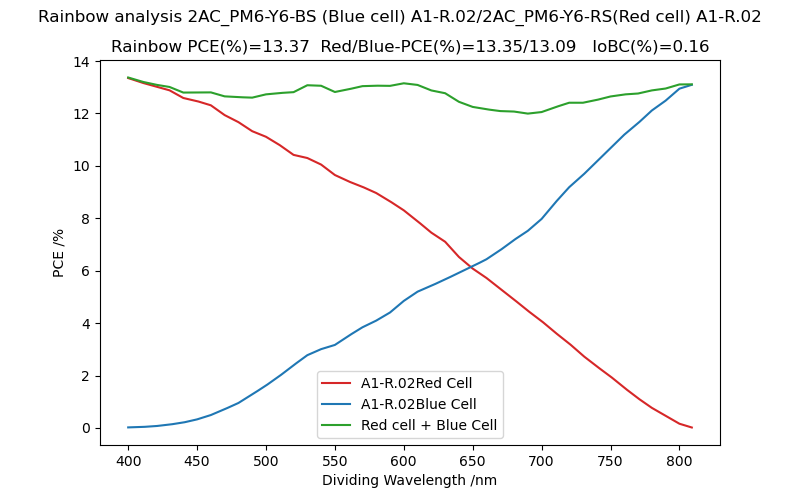 Rainbow analysis 2AC_PM6-Y6-BS (Blue cell) A1-R.02/2AC_PM6-Y6-RS(Red cell) A1-R.02
Rainbow PCE(%)=13.37  Red/Blue-PCE(%)=13.35/13.09   IoBC(%)=0.16
PCE /%
14
12
10
8
6
4
2
0
A1-R.02Red Cell
A1-R.02Blue Cell
Red cell + Blue Cell
400 450 500 550 600 650 700 750 800
Dividing Wavelength /nm